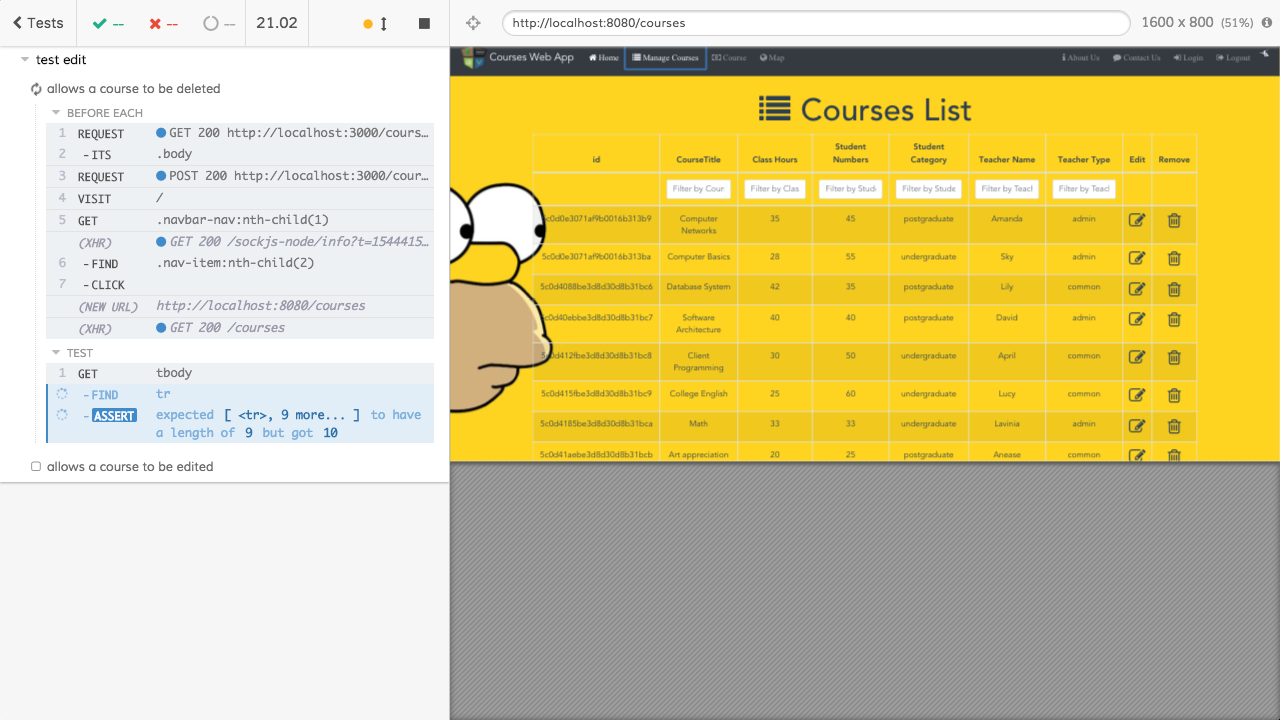 Tests
--
--
--
21.02
http://localhost:8080/courses
1600 x 800 (51%)
test edit
allows a course to be deleted
BEFORE EACH
1 REQUEST GET 200 http://localhost:3000/cours…
2 -ITS .body
REQUEST POST 200 http://localhost:3000/cour…
4 VISIT /
5 GET .navbar-nav:nth-child(1)
(XHR) GET 200 /sockjs-node/info?t=1544415…
6 -FIND .nav-item:nth-child(2)
7 -CLICK
(NEW URL) http://localhost:8080/courses
(XHR) GET 200 /courses
TEST
1 GET tbody
-FIND tr
-ASSERT expected [ <tr>, 9 more... ] to have
a length of 9 but got 10
allows a course to be edited
Courses Web App Home Manage Courses Course Map About Us Contact Us Login Logout
Courses List
id CourseTitle Class Hours Student Numbers Student Category Teacher Name Teacher Type Edit Remove
Filter by Cour Filter by Clas Filter by Stude Filter by Stude Filter by Teach Filter by Teach
5c0d0e3071af9b0016b313b9 Computer Networks 35 45 postgraduate Amanda admin
5c0d0e3071af9b0016b313ba Computer Basics 28 55 undergraduate Sky admin
5c0d4088be3d8d30d8b31bc6 Database System 42 35 postgraduate Lily common
5c0d40ebbe3d8d30d8b31bc7 Software Architecture 40 40 postgraduate David admin
5c0d412fbe3d8d30d8b31bc8 Client Programming 30 50 undergraduate April common
5c0d415fbe3d8d30d8b31bc9 College English 25 60 undergraduate Lucy common
5c0d4185be3d8d30d8b31bca Math 33 33 undergraduate Lavinia admin
5c0d41aebe3d8d30d8b31bcb Art appreciation 20 25 postgraduate Anease common